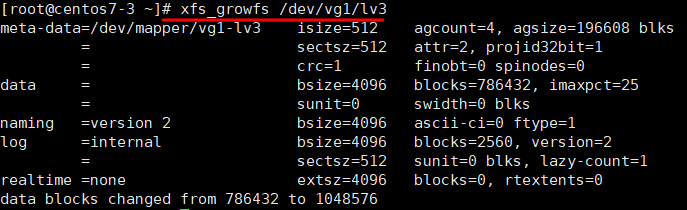 [root@centos7-3 ~]# xfs_growfs /dev/vg1/lv3
meta-data=/dev/mapper/vg1-lv3    isize=512    agcount=4, agsize=196608 blks
         =                       sectsz=512   attr=2, projid32bit=1
         =                       crc=1        finobt=0 spinodes=0
data     =                       bsize=4096   blocks=786432, imaxpct=25
         =                       sunit=0      swidth=0 blks
naming   =version 2              bsize=4096   ascii-ci=0 ftype=1
log      =internal               bsize=4096   blocks=2560, version=2
         =                       sectsz=512   sunit=0 blks, lazy-count=1
realtime =none                   extsz=4096   blocks=0, rtextents=0
data blocks changed from 786432 to 1048576